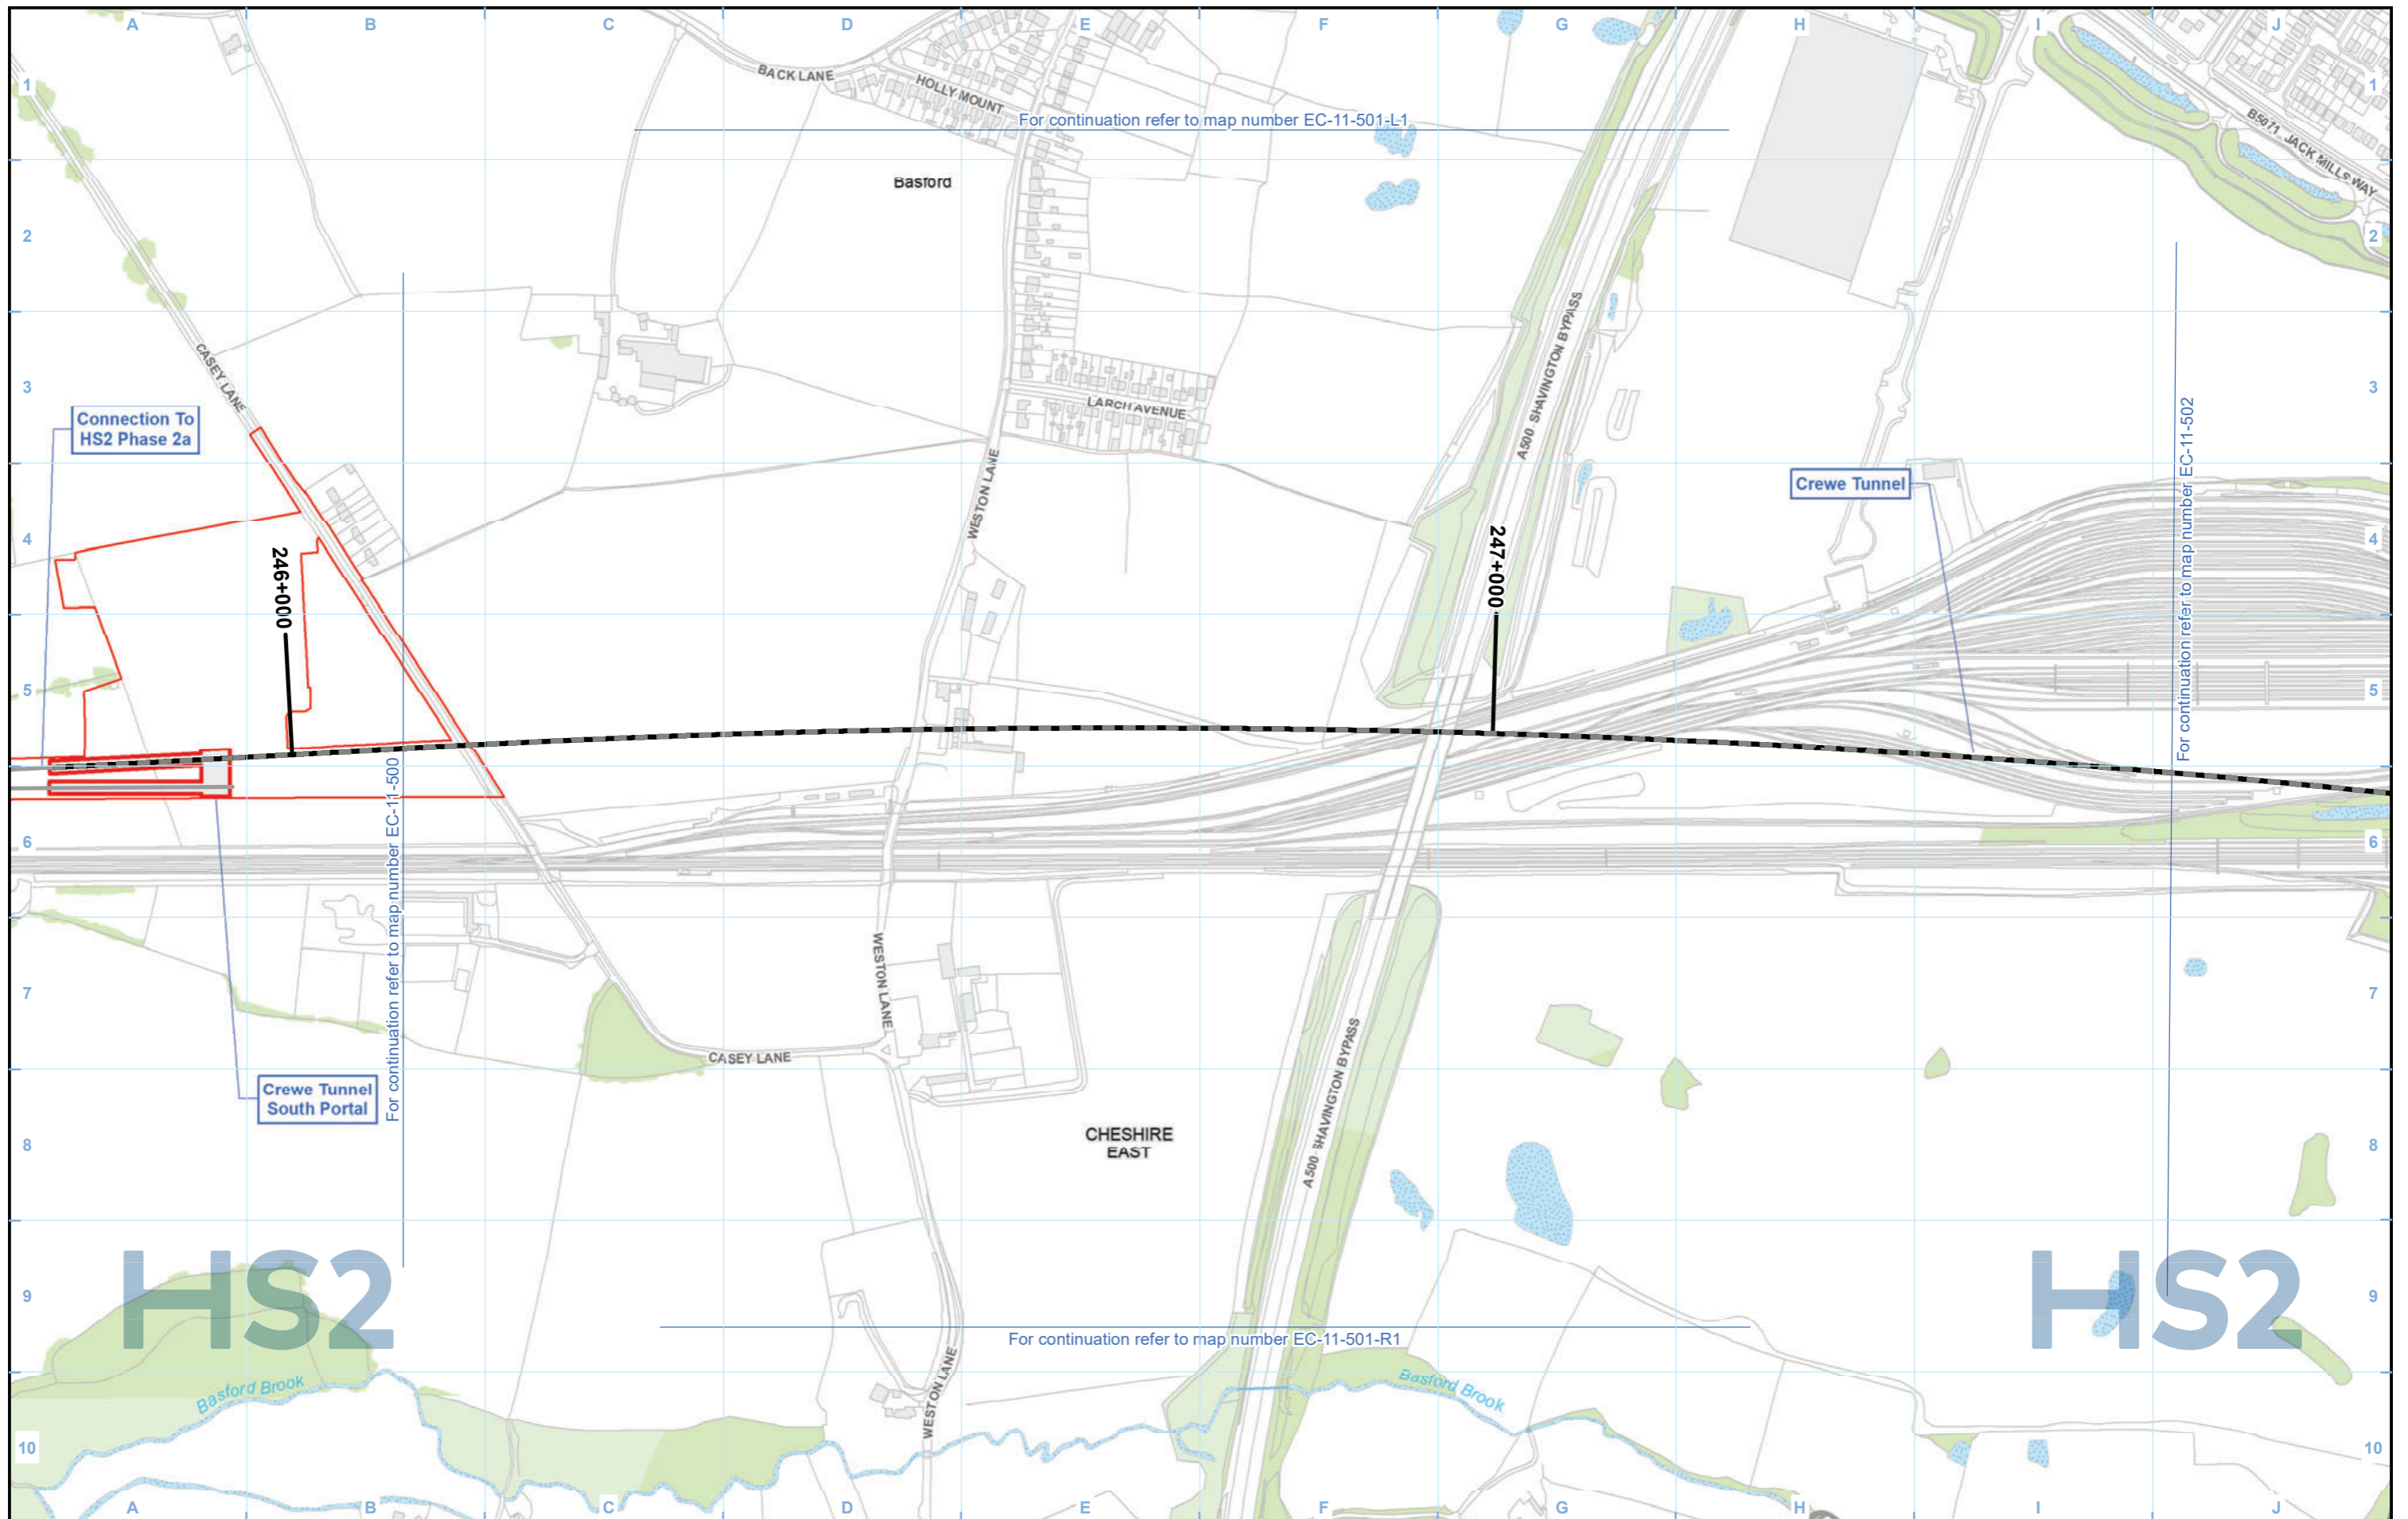 A B C D E F G H I J
1
BACK LANE
HOLLY MOUNT
For continuation refer to map number EC-11-501-L1
B5071 JACK MILLS WAY
1
Basford
2
2
CASEY LANE
3
LARCH AVENUE
A500 SHAVINGTON BYPASS
3
Connection To
HS2 Phase 2a
WESTON LANE
Crewe Tunnel
For continuation refer to map number EC-11-502
4
246+000
247+000
4
5
5
For continuation refer to map number EC-11-500
6
6
WESTON LANE
7
7
CASEY LANE
A500 SHAVINGTON BYPASS
Crewe Tunnel
South Portal
8
CHESHIRE
EAST
8
HS2
HS2
9
9
For continuation refer to map number EC-11-501-R1
WESTON LANE
Basford Brook
Basford Brook
10
10
A B C D E F G H I J